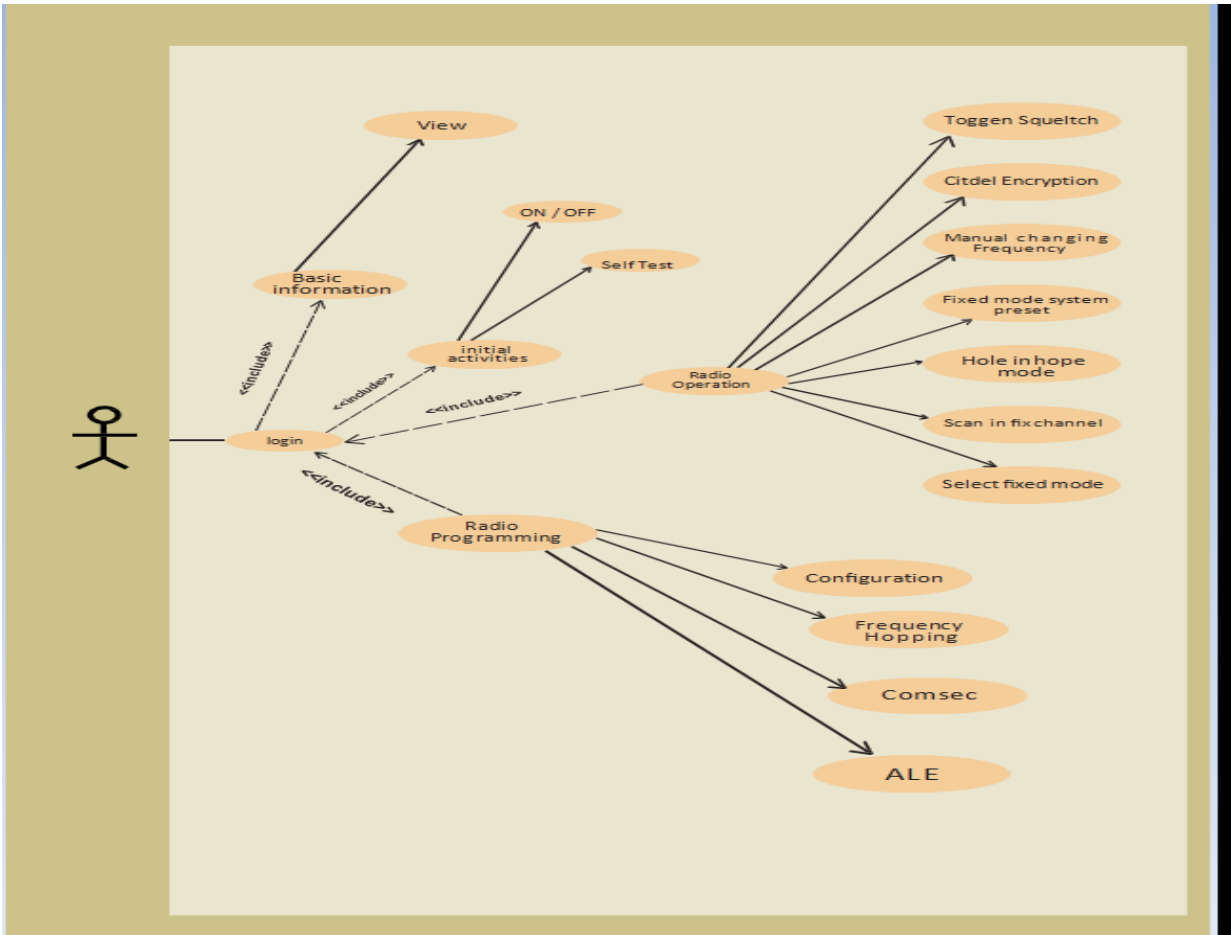 View
Toggen Squeltch
Citdel Encryption
ON / OFF
Manual changing
Frequency
Self Test
Basic
information
Fixed mode system
preset
<<include>>
initial
activities
Hole in hope
mode
Radio
Operation
<<include>>
<<include>>
Scan in fix channel
login
Select fixed mode
<<include>>
Radio
Programming
Configuration
Frequency
Hopping
Comsec
ALE